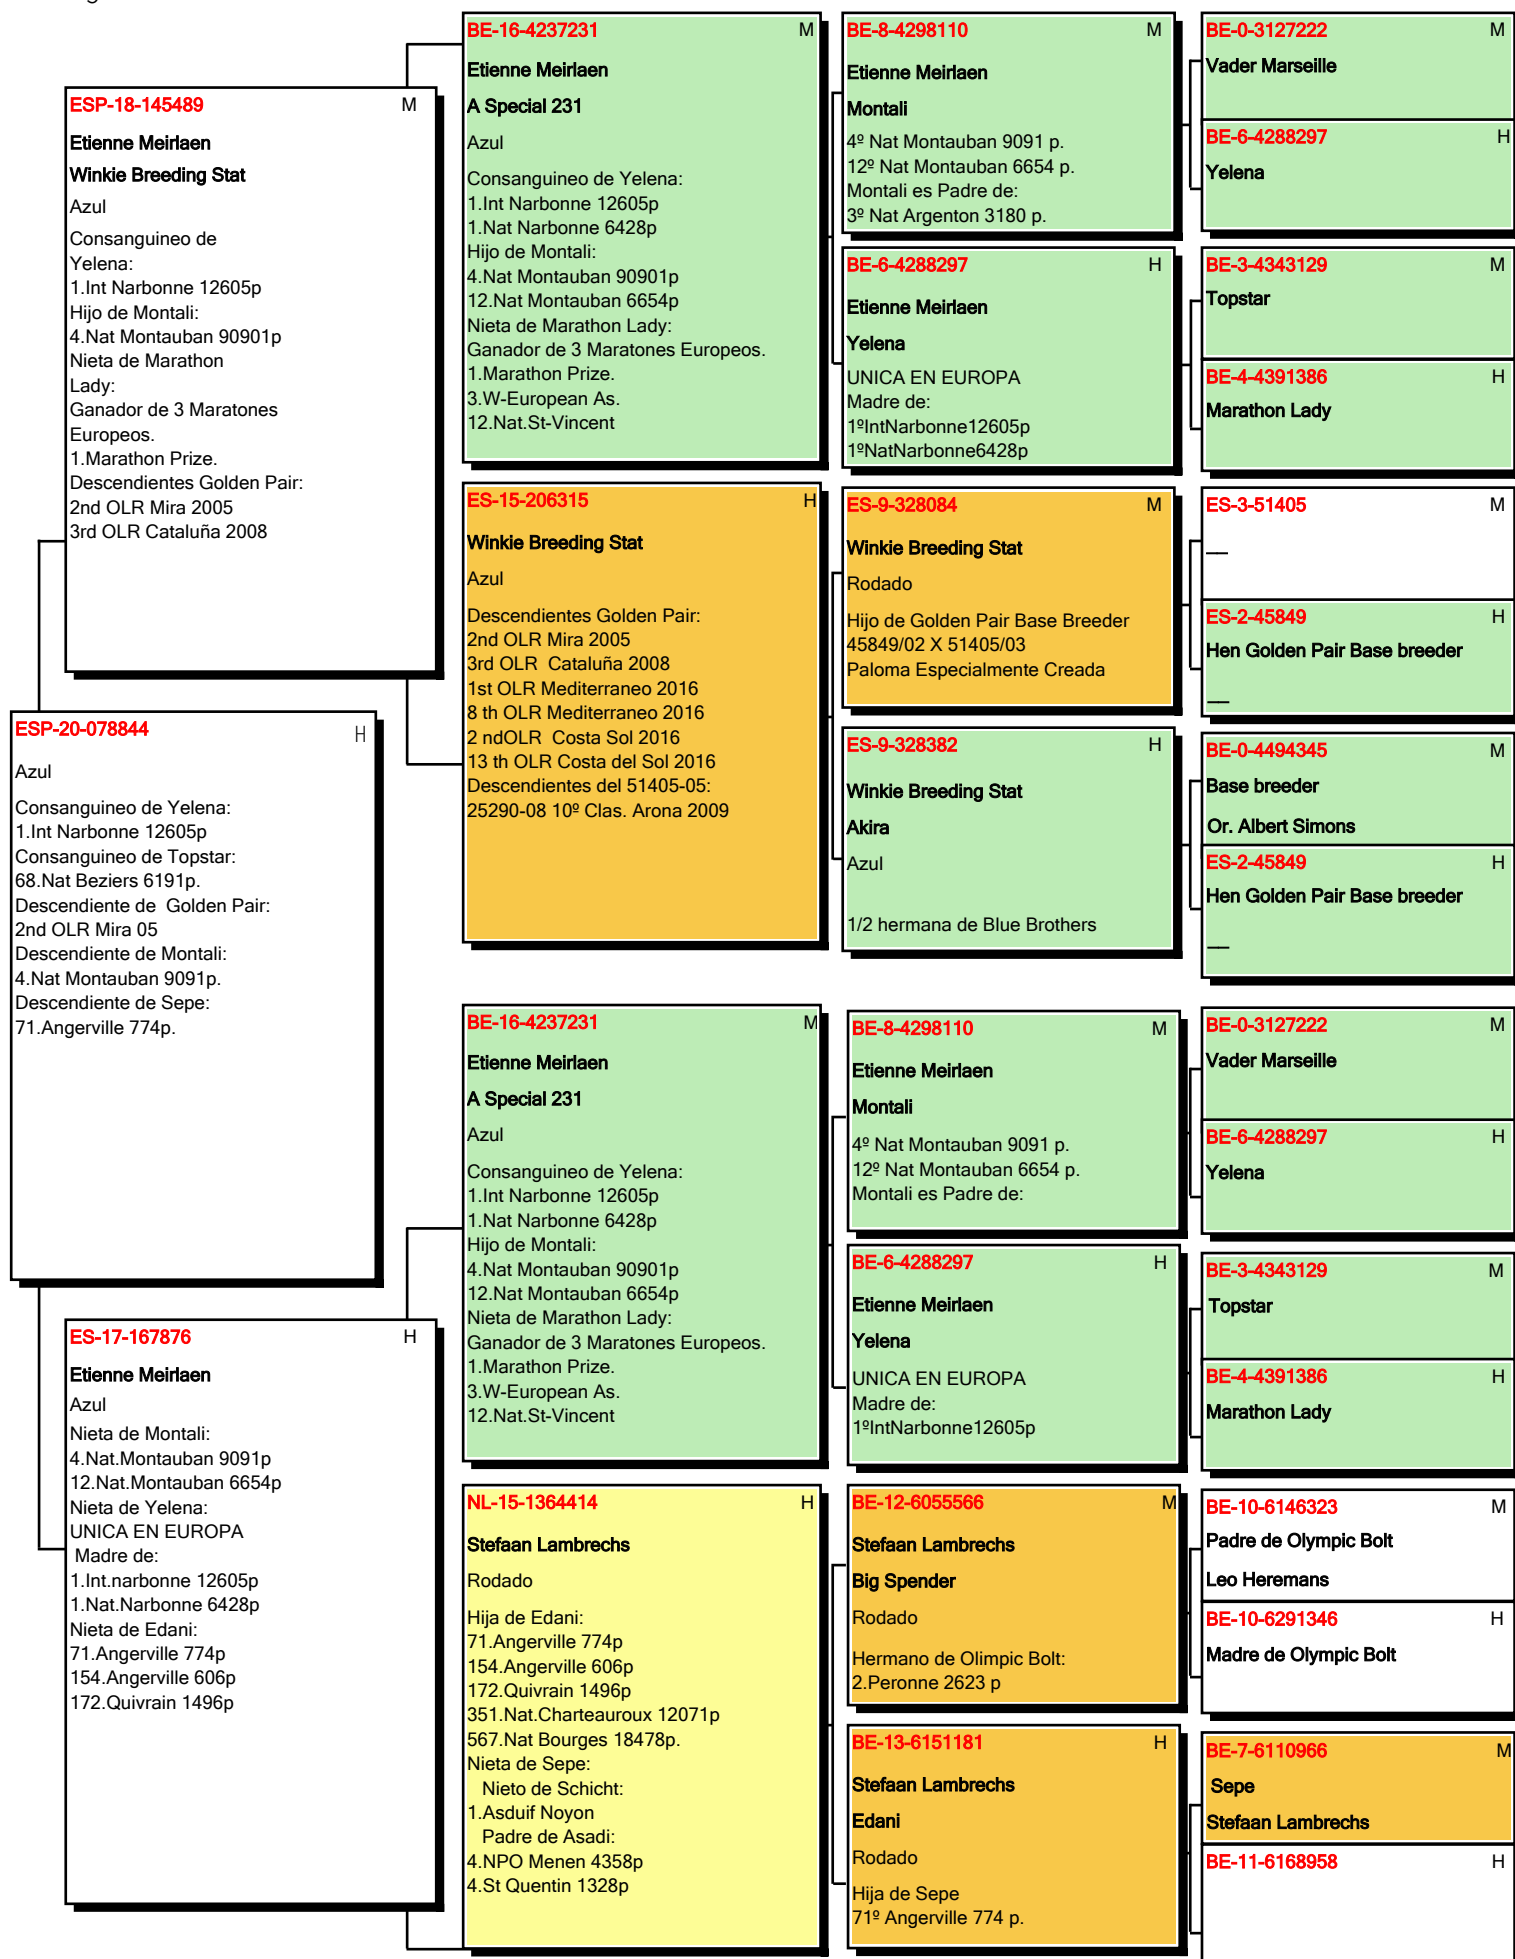 ESP-20-078844 H
Azul
Consanguineo de Yelena:
1.Int Narbonne 12605p
Consanguineo de Topstar:
68.Nat Beziers 6191p.
Descendiente de  Golden Pair:
2nd OLR Mira 05
Descendiente de Montali:
4.Nat Montauban 9091p.
Descendiente de Sepe:
71.Angerville 774p.
ESP-18-145489 M
Etienne Meirlaen
Winkie Breeding Stat
Azul
Consanguineo de
Yelena:
1.Int Narbonne 12605p
Hijo de Montali:
4.Nat Montauban 90901p
Nieta de Marathon
Lady:
Ganador de 3 Maratones
Europeos.
1.Marathon Prize.
Descendientes Golden Pair:
2nd OLR Mira 2005
3rd OLR Cataluña 2008
ES-17-167876 H
Etienne Meirlaen
Azul
Nieta de Montali:
4.Nat.Montauban 9091p
12.Nat.Montauban 6654p
Nieta de Yelena:
UNICA EN EUROPA
Madre de:
1.Int.narbonne 12605p
1.Nat.Narbonne 6428p
Nieta de Edani:
71.Angerville 774p
154.Angerville 606p
172.Quivrain 1496p
BE-16-4237231 M
Etienne Meirlaen
A Special 231
Azul
Consanguineo de Yelena:
1.Int Narbonne 12605p
1.Nat Narbonne 6428p
Hijo de Montali:
4.Nat Montauban 90901p
12.Nat Montauban 6654p
Nieta de Marathon Lady:
Ganador de 3 Maratones Europeos.
1.Marathon Prize.
3.W-European As.
12.Nat.St-Vincent
ES-15-206315 H
Winkie Breeding Stat
Azul
Descendientes Golden Pair:
2nd OLR Mira 2005
3rd OLR  Cataluña 2008
1st OLR Mediterraneo 2016
8 th OLR Mediterraneo 2016
2 ndOLR  Costa Sol 2016
13 th OLR Costa del Sol 2016
Descendientes del 51405-05:
25290-08 10º Clas. Arona 2009
BE-16-4237231 M
Etienne Meirlaen
A Special 231
Azul
Consanguineo de Yelena:
1.Int Narbonne 12605p
1.Nat Narbonne 6428p
Hijo de Montali:
4.Nat Montauban 90901p
12.Nat Montauban 6654p
Nieta de Marathon Lady:
Ganador de 3 Maratones Europeos.
1.Marathon Prize.
3.W-European As.
12.Nat.St-Vincent
NL-15-1364414 H
Stefaan Lambrechs
Rodado
Hija de Edani:
71.Angerville 774p
154.Angerville 606p
172.Quivrain 1496p
351.Nat.Charteauroux 12071p
567.Nat Bourges 18478p.
Nieta de Sepe:
Nieto de Schicht:
1.Asduif Noyon
Padre de Asadi:
4.NPO Menen 4358p
4.St Quentin 1328p
BE-8-4298110 M
Etienne Meirlaen
Montali
4º Nat Montauban 9091 p.
12º Nat Montauban 6654 p.
Montali es Padre de:
3º Nat Argenton 3180 p.
BE-6-4288297 H
Etienne Meirlaen
Yelena
UNICA EN EUROPA
Madre de:
1ºIntNarbonne12605p
1ºNatNarbonne6428p
ES-9-328084 M
Winkie Breeding Stat
Rodado
Hijo de Golden Pair Base Breeder
45849/02 X 51405/03
Paloma Especialmente Creada
ES-9-328382 H
Winkie Breeding Stat
Akira
Azul
1/2 hermana de Blue Brothers
BE-8-4298110 M
Etienne Meirlaen
Montali
4º Nat Montauban 9091 p.
12º Nat Montauban 6654 p.
Montali es Padre de:
BE-6-4288297 H
Etienne Meirlaen
Yelena
UNICA EN EUROPA
Madre de:
1ºIntNarbonne12605p
BE-12-6055566 M
Stefaan Lambrechs
Big Spender
Rodado
Hermano de Olimpic Bolt:
2.Peronne 2623 p
BE-13-6151181 H
Stefaan Lambrechs
Edani
Rodado
Hija de Sepe
71º Angerville 774 p.
BE-0-3127222 M
Vader Marseille
BE-6-4288297 H
Yelena
BE-3-4343129 M
Topstar
BE-4-4391386 H
Marathon Lady
ES-3-51405 M
__
ES-2-45849 H
Hen Golden Pair Base breeder
__
BE-0-4494345 M
Base breeder
Or. Albert Simons
ES-2-45849 H
Hen Golden Pair Base breeder
__
BE-0-3127222 M
Vader Marseille
BE-6-4288297 H
Yelena
BE-3-4343129 M
Topstar
BE-4-4391386 H
Marathon Lady
BE-10-6146323 M
Padre de Olympic Bolt
Leo Heremans
BE-10-6291346 H
Madre de Olympic Bolt
BE-7-6110966 M
Sepe
Stefaan Lambrechs
BE-11-6168958 H